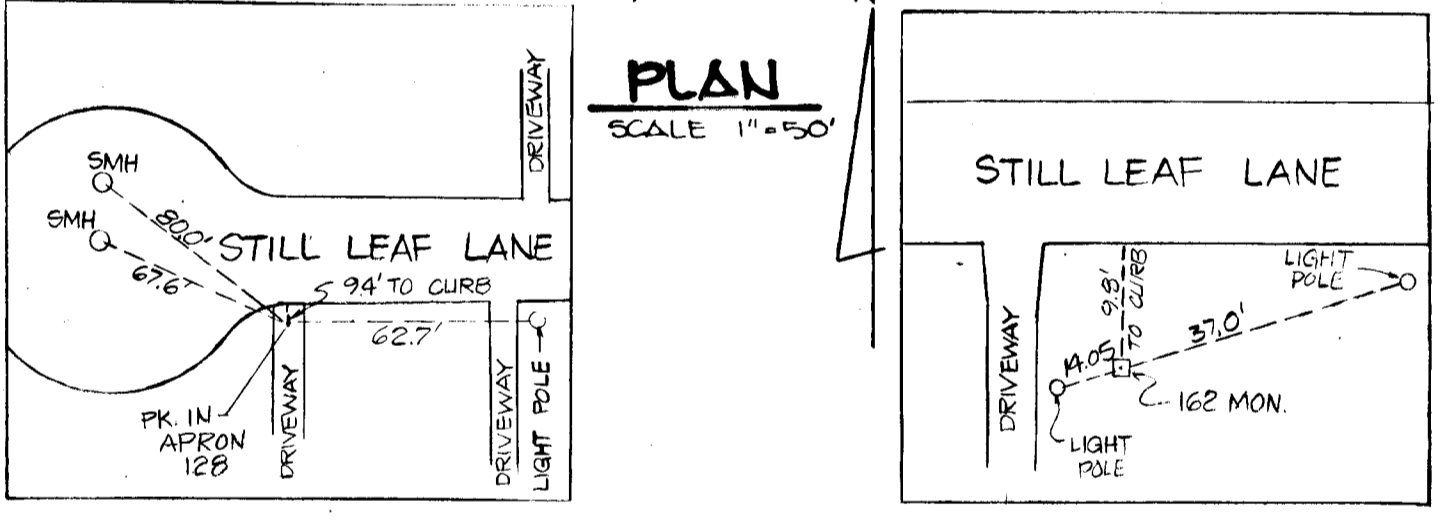 PLAN
SCALE 1"=50'
SMH
SMH
80.0'
67.6'
STILL LEAF LANE
9.4' TO CURB
62.7'
DRIVEWAY
PK. IN
APRON
128
DRIVEWAY
DRIVEWAY
LIGHT POLE
STILL LEAF LANE
DRIVEWAY
9.8'
TO CURB
LIGHT
POLE
37.0'
14.05
162 MON.
LIGHT
POLE